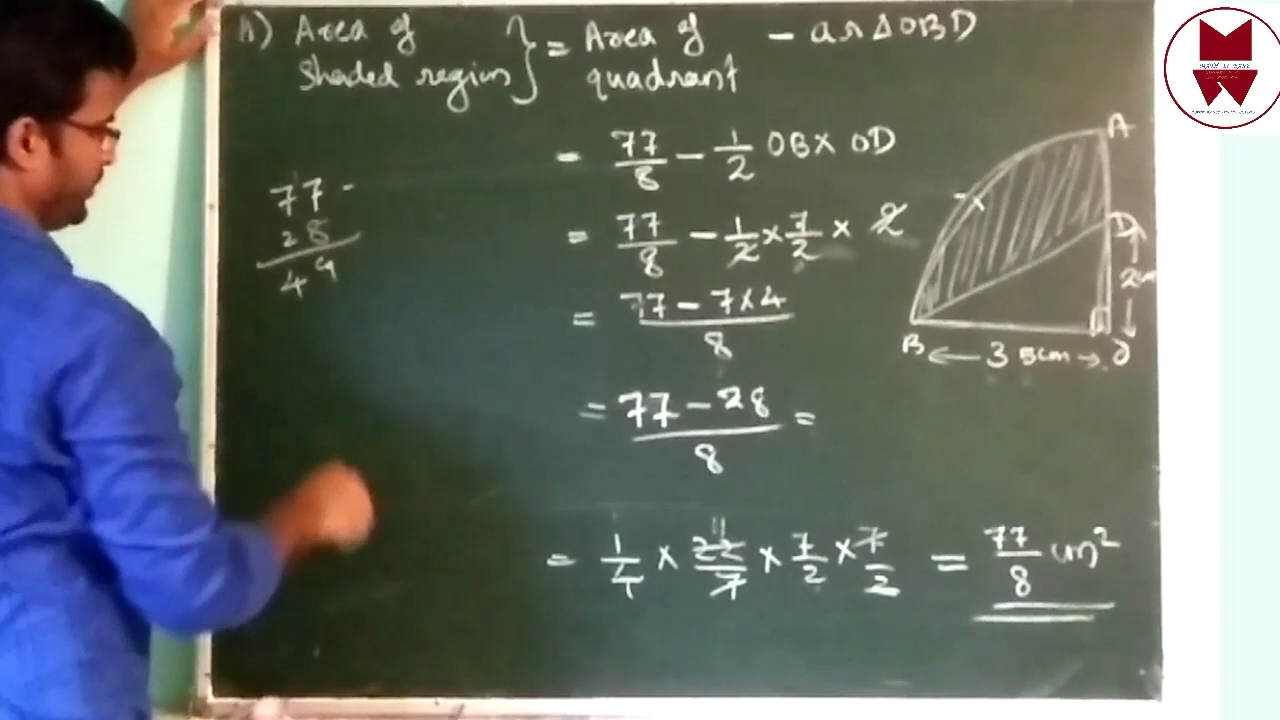 A) Area of shaded region } = Area of quadrant - ar △OBD
= 77/8 - 1/2 OB × OD
= 77/8 - 1/2 × 7/2 × 2
= 77 - 7×4 / 8
= 77 - 28 / 8 =
= 1/4 × 22/7 × 7/2 × 7/2 = 77/8 cm²
11
77 -
28
49
A
D
2cm
B
3 5cm
O